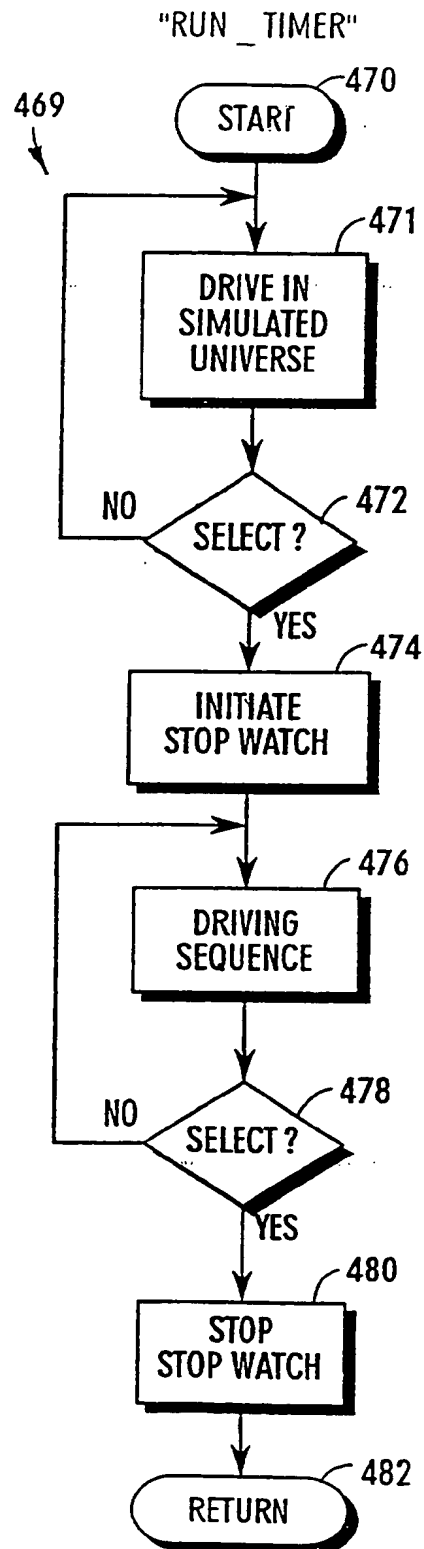 "RUN _ TIMER"
470
START
469
471
DRIVE IN
SIMULATED
UNIVERSE
472
NO
SELECT ?
YES
474
INITIATE
STOP WATCH
476
DRIVING
SEQUENCE
478
NO
SELECT ?
YES
480
STOP
STOP WATCH
482
RETURN